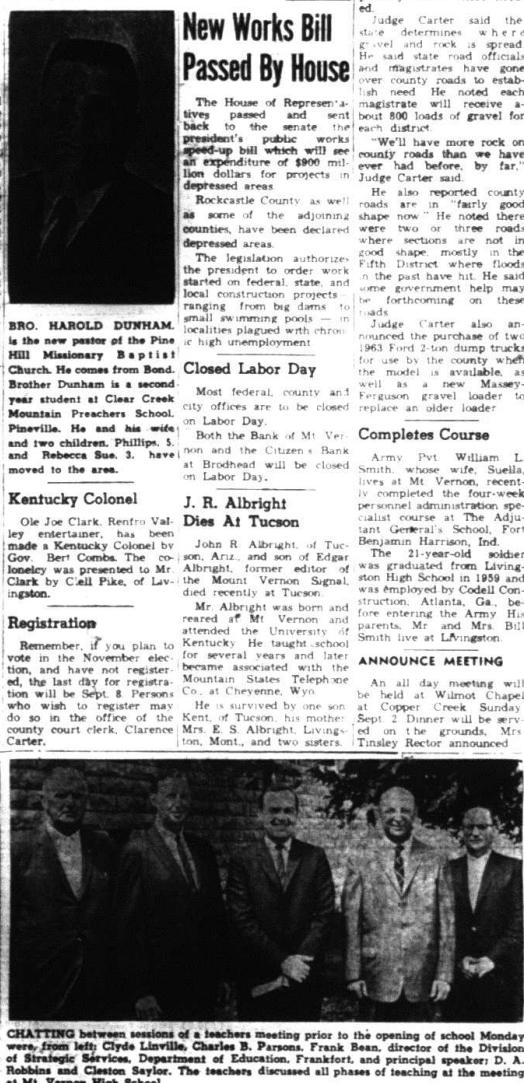 BRO. HAROLD DUNHAM,
is the new pastor of the Pine
Hill Missionary Baptist
Church. He comes from Bond.
Brother Dunham is a second
year student at Clear Creek
Mountain Preachers School,
Pineville. He and his wife
and two children, Phillips, 5,
and Rebecca Sue, 3, have
moved to the area.
Kentucky Colonel
Ole Joe Clark, Renfro Val-
ley entertainer, has been
made a Kentucky Colonel by
Gov. Bert Combs. The co-
lonelcy was presented to Mr.
Clark by Clell Pike, of Liv-
ingston.
Registration
Remember, if you plan to
vote in the November elec-
tion, and have not register-
ed, the last day for registra-
tion will be Sept. 8. Persons
who wish to register may
do so in the office of the
county court clerk, Clarence
Carter.
New Works Bill
Passed By House
The House of Representa-
tives passed and sent
back to the senate the
president's public works
speed-up bill which will see
an expenditure of $900 mil-
lion dollars for projects in
depressed areas
Rockcastle County as well
as some of the adjoining
counties, have been declared
depressed areas.
The legislation authorizes
the president to order work
started on federal, state, and
local construction projects
ranging from big dams to
small swimming pools — in
localities plagued with chron-
ic high unemployment
Closed Labor Day
Most federal, county and
city offices are to be closed
on Labor Day.
Both the Bank of Mt Ver-
non and the Citizens Bank
at Brodhead will be closed
on Labor Day.
J. R. Albright
Dies At Tucson
John R Albright, of Tuc-
son, Ariz., and son of Edgar
Albright, former editor of
the Mount Vernon Signal,
died recently at Tucson.
Mr. Albright was born and
reared at Mt Vernon and
attended the University of
Kentucky He taught school
for several years and later
became associated with the
Mountain States Telephone
Co., at Cheyenne, Wyo
He is survived by one son
Kent, of Tucson, his mother
Mrs. E. S. Albright, Livings-
ton, Mont., and two sisters.
ed.
Judge Carter said the
state determines where
gravel and rock is spread.
He said state road officials
and magistrates have gone
over county roads to estab-
lish need He noted each
magistrate will receive a-
bout 800 loads of gravel for
each district.
"We'll have more rock on
county roads than we have
ever had before, by far,"
Judge Carter said.
He also reported county
roads are in "fairly good
shape now" He noted there
were two or three roads
where sections are not in
good shape, mostly in the
Fifth District where floods
in the past have hit. He said
some government help may
be forthcoming on these
roads
Judge Carter also an-
nounced the purchase of two
1963 Ford 2-ton dump trucks
for use by the county when
the model is available, as
well as a new Massey-
Ferguson gravel loader to
replace an older loader
Completes Course
Army Pvt William L
Smith, whose wife, Suella,
lives at Mt Vernon, recent-
ly completed the four-week
personnel administration spe-
cialist course at The Adju-
tant General's School, Fort
Benjamin Harrison, Ind.
The 21-year-old soldier
was graduated from Living-
ston High School in 1959 and
was employed by Codell Con-
struction, Atlanta, Ga., be-
fore entering the Army His
parents, Mr and Mrs. Bill
Smith live at Livingston.
ANNOUNCE MEETING
An all day meeting will
be held at Wilmot Chapel
at Copper Creek Sunday
Sept 2 Dinner will be serv-
ed on the grounds, Mrs
Tinsley Rector announced
CHATTING between sessions of a teachers meeting prior to the opening of school Monday
were, from left: Clyde Linville, Charles B. Parsons, Frank Bean, director of the Division
of Strategic Services, Department of Education, Frankfort, and principal speaker; D. A.
Robbins and Cleston Saylor. The teachers discussed all phases of teaching at the meeting
at Mt. Vernon High School.